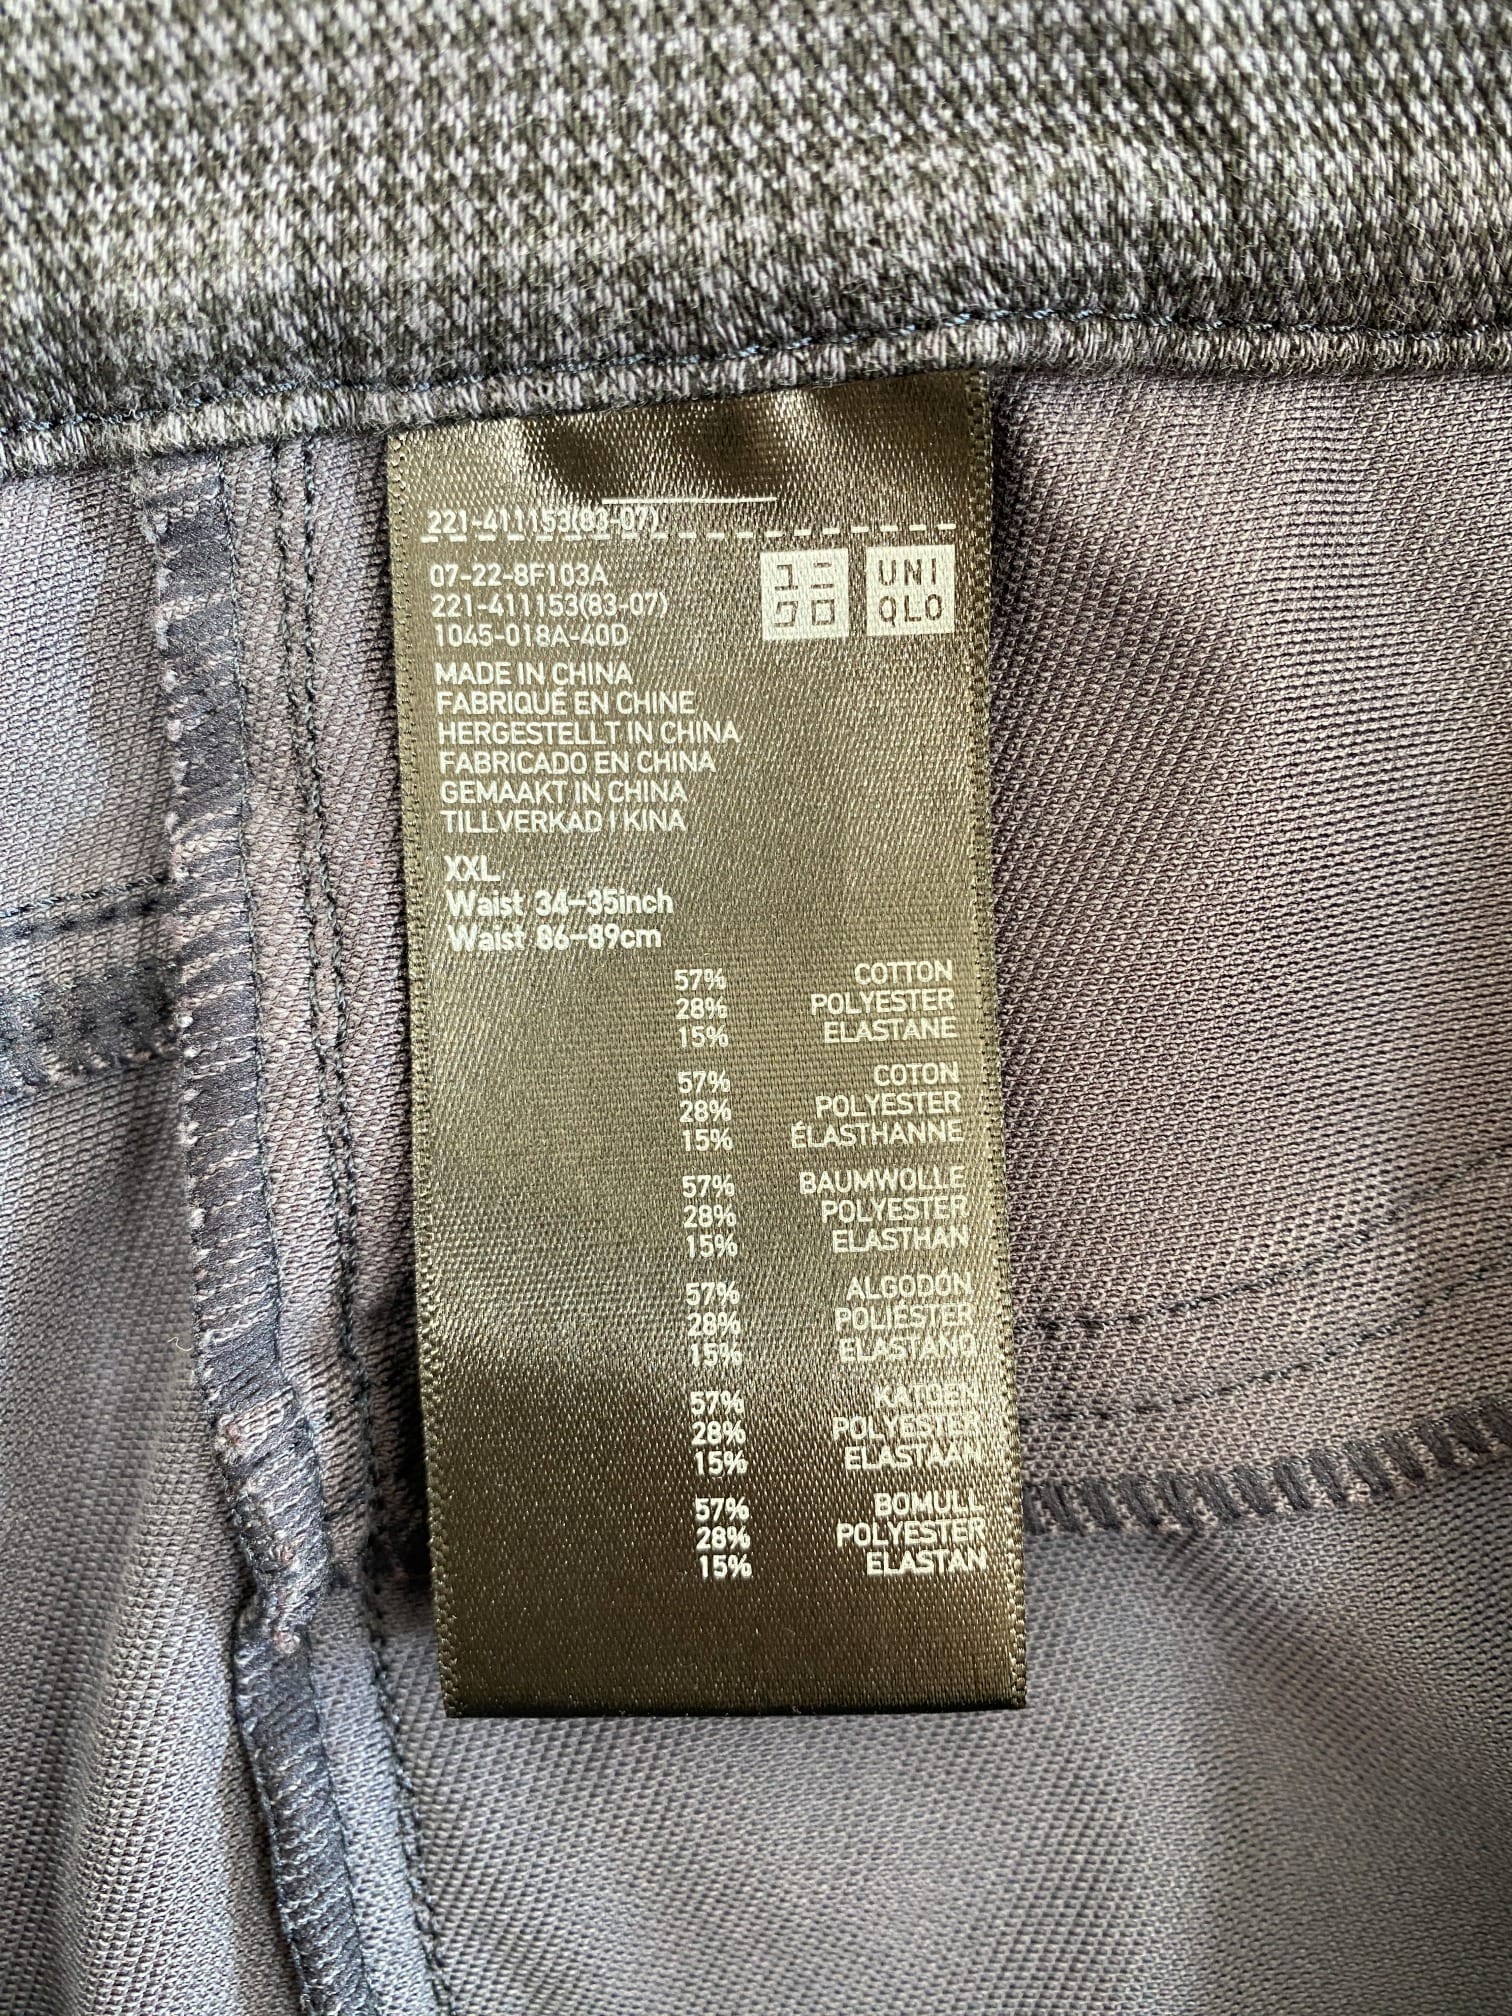 221-411153(83-07)
07-22-8F103A
221-411153(83-07)
1045-018A-40D
ユニ
クロ
UNI
QLO
MADE IN CHINA
FABRIQUÉ EN CHINE
HERGESTELLT IN CHINA
FABRICADO EN CHINA
GEMAAKT IN CHINA
TILLVERKAD I KINA
XXL
Waist 34-35inch
Waist 86-89cm
57% COTTON
28% POLYESTER
15% ELASTANE
57% COTON
28% POLYESTER
15% ÉLASTHANNE
57% BAUMWOLLE
28% POLYESTER
15% ELASTHAN
57% ALGODÓN
28% POLIÉSTER
15% ELASTANO
57% KATOEN
28% POLYESTER
15% ELASTAAN
57% BOMULL
28% POLYESTER
15% ELASTAN